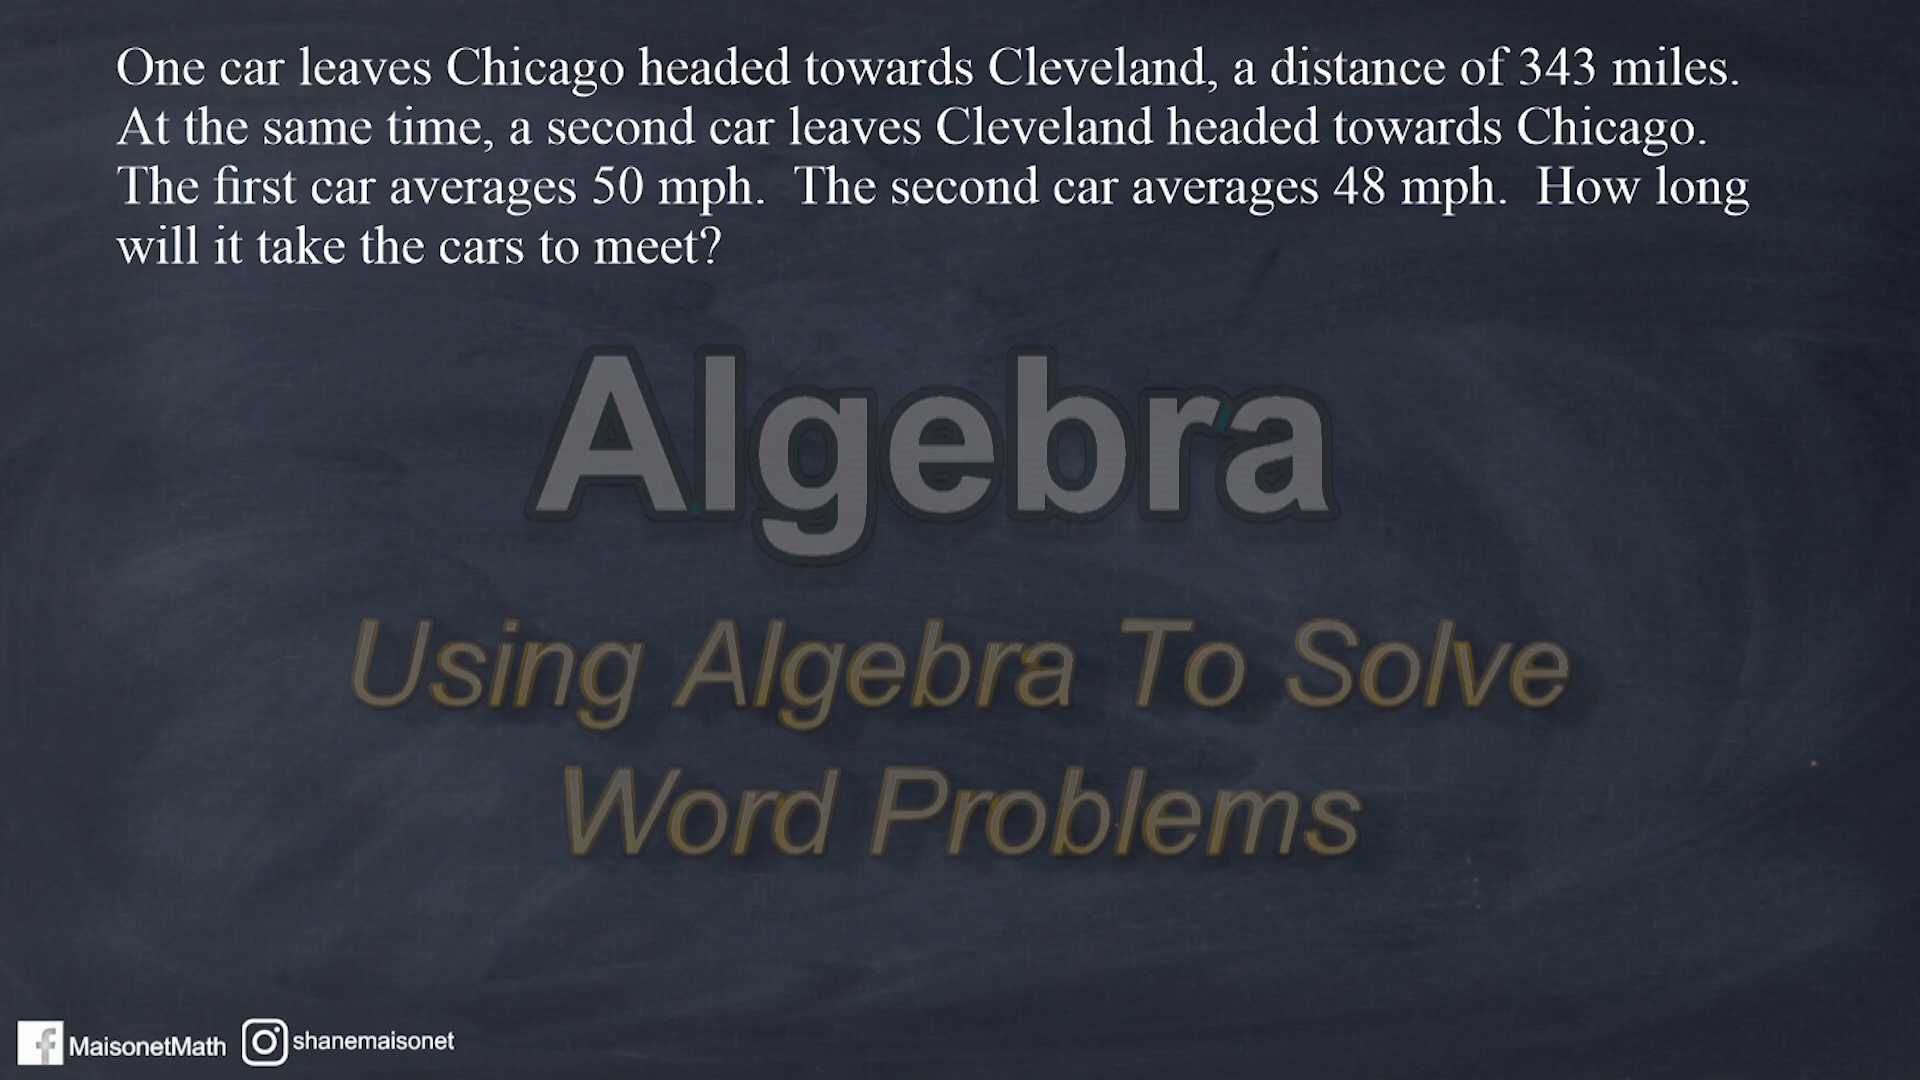 One car leaves Chicago headed towards Cleveland, a distance of 343 miles.
At the same time, a second car leaves Cleveland headed towards Chicago.
The first car averages 50 mph.  The second car averages 48 mph.  How long
will it take the cars to meet?
Algebra
Using Algebra To Solve
Word Problems
MaisonetMath shanemaisonet